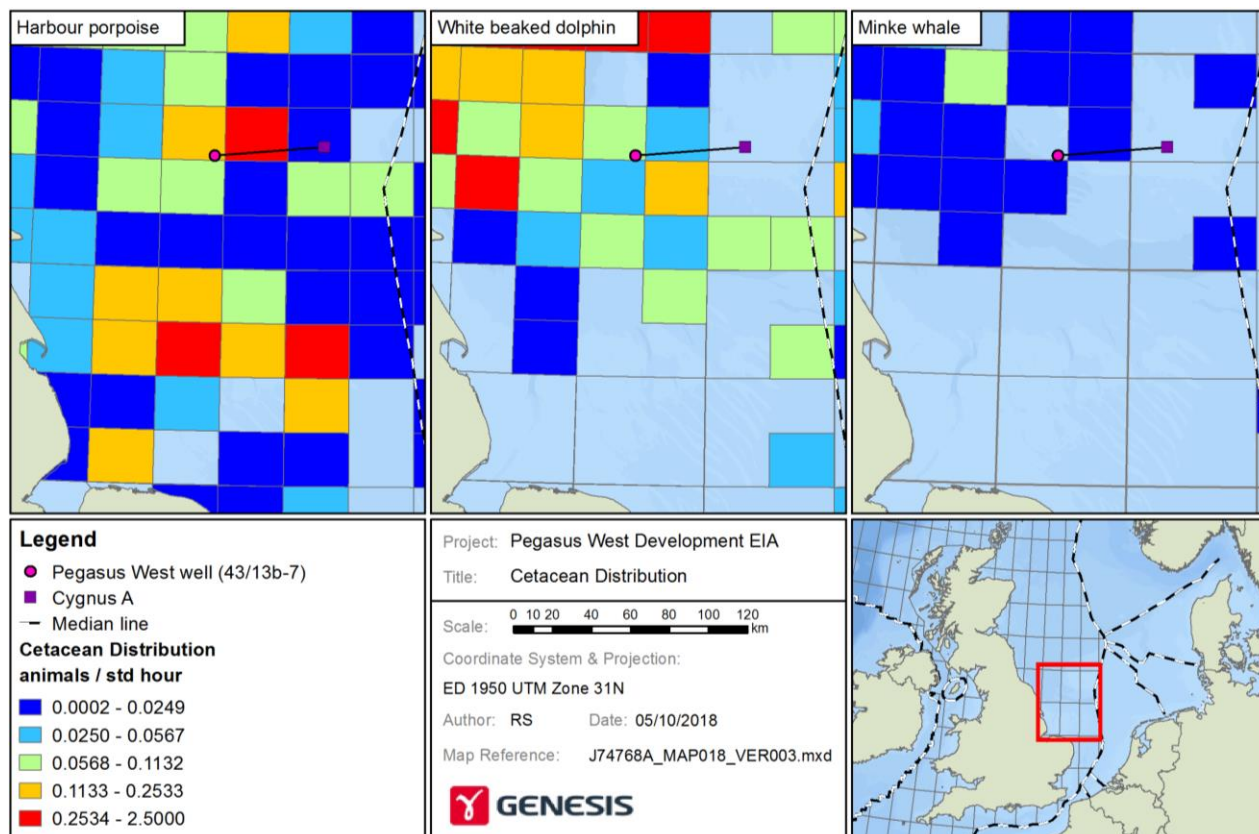 Harbour porpoise
White beaked dolphin
Minke whale
Legend
Pegasus West well (43/13b-7)
Cygnus A
Median line
Cetacean Distribution
animals / std hour
0.0002 - 0.0249
0.0250 - 0.0567
0.0568 - 0.1132
0.1133 - 0.2533
0.2534 - 2.5000
Project: Pegasus West Development EIA
Title: Cetacean Distribution
Scale: 0 10 20 40 60 80 100 120
km
Coordinate System & Projection:
ED 1950 UTM Zone 31N
Author: RS Date: 05/10/2018
Map Reference: J74768A_MAP018_VER003.mxd
GENESIS